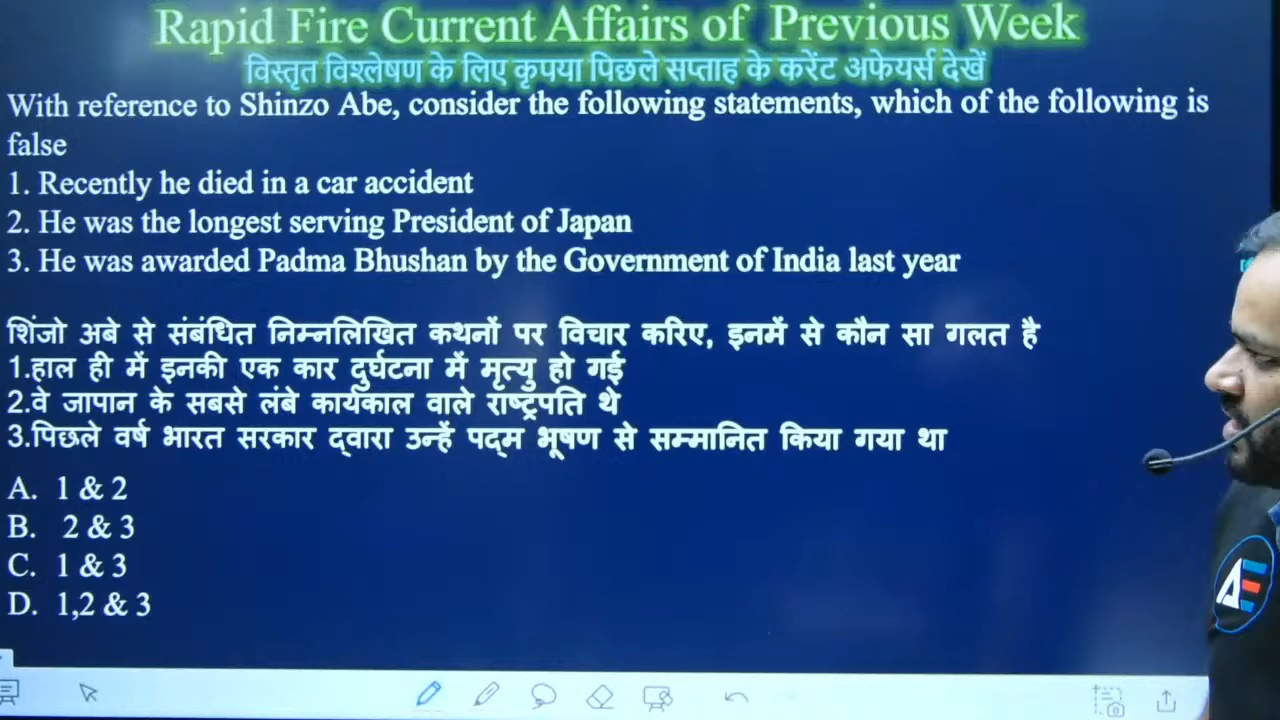 Rapid Fire Current Affairs of Previous Week
विस्तृत विश्लेषण के लिए कृपया पिछले सप्ताह के करेंट अफेयर्स देखें
With reference to Shinzo Abe, consider the following statements, which of the following is
false
1. Recently he died in a car accident
2. He was the longest serving President of Japan
3. He was awarded Padma Bhushan by the Government of India last year
शिंजो अबे से संबंधित निम्नलिखित कथनों पर विचार करिए, इनमें से कौन सा गलत है
1.हाल ही में इनकी एक कार दुर्घटना में मृत्यु हो गई
2.वे जापान के सबसे लंबे कार्यकाल वाले राष्ट्रपति थे
3.पिछले वर्ष भारत सरकार द्वारा उन्हें पद्म भूषण से सम्मानित किया गया था
A. 1 & 2
B. 2 & 3
C. 1 & 3
D. 1,2 & 3
AE